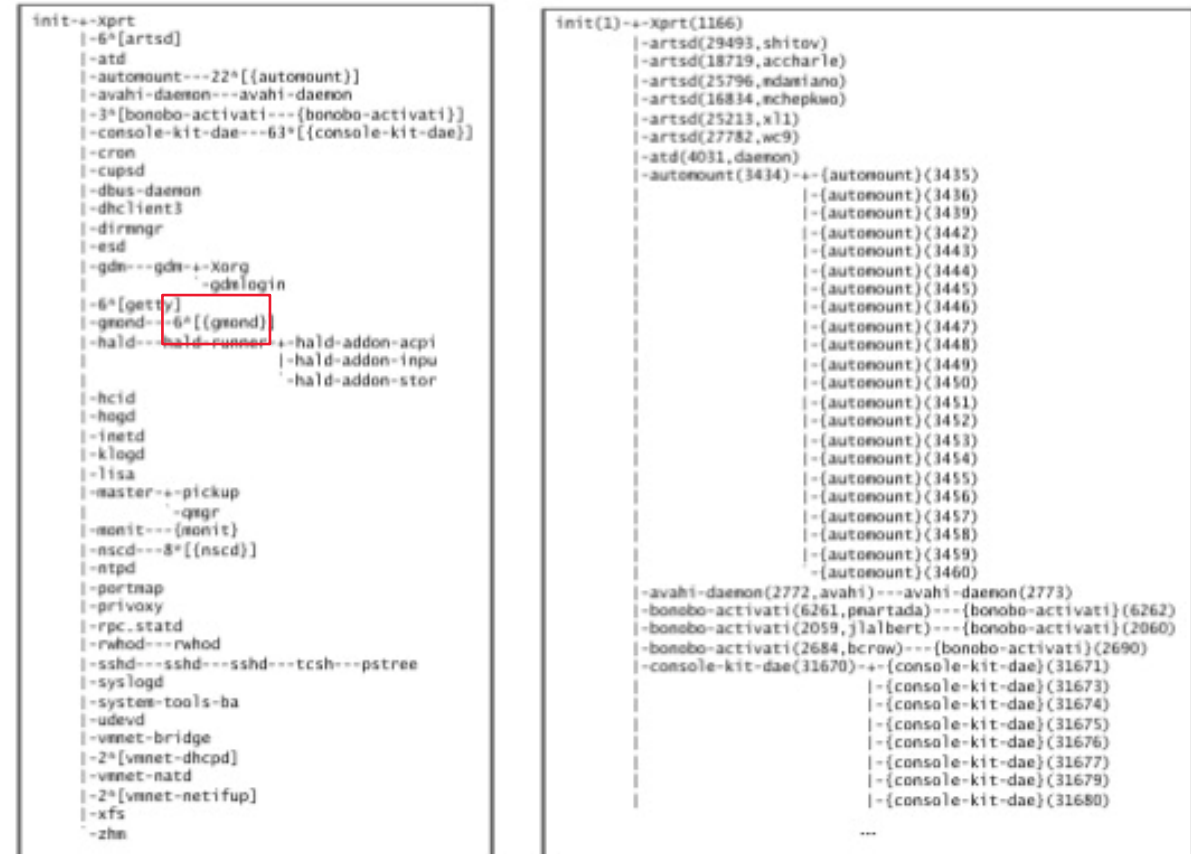 init-+-Xprt
|-6*[artsd]
|-atd
|-automount---22*[{automount}]
|-avahi-daemon---avahi-daemon
|-3*[bonobo-activati---{bonobo-activati}]
|-console-kit-dae---63*[{console-kit-dae}]
|-cron
|-cupsd
|-dbus-daemon
|-dhclient3
|-dirmngr
|-esd
|-gdm---gdm-+-Xorg
`-gdmlogin
|-6*[getty]
|-gmond---6*[{gmond}]
|-hald---hald-runner-+-hald-addon-acpi
| |-hald-addon-inpu
| `-hald-addon-stor
|-hcid
|-hogd
|-inetd
|-klogd
|-lisa
|-master-+-pickup
| `-qmgr
|-monit---{monit}
|-nscd---8*[{nscd}]
|-ntpd
|-portmap
|-privoxy
|-rpc.statd
|-rwhod---rwhod
|-sshd---sshd---sshd---tcsh---pstree
|-syslogd
|-system-tools-ba
|-udevd
|-vmnet-bridge
|-2*[vmnet-dhcpd]
|-vmnet-natd
|-2*[vmnet-netifup]
|-xfs
`-zhm
init(1)-+-Xprt(1166)
|-artsd(29493,shitov)
|-artsd(18719,accharle)
|-artsd(25796,mdamiano)
|-artsd(16834,mchepkwo)
|-artsd(25213,xl1)
|-artsd(27782,wc9)
|-atd(4031,daemon)
|-automount(3434)-+-{automount}(3435)
| |-{automount}(3436)
| |-{automount}(3439)
| |-{automount}(3442)
| |-{automount}(3443)
| |-{automount}(3444)
| |-{automount}(3445)
| |-{automount}(3446)
| |-{automount}(3447)
| |-{automount}(3448)
| |-{automount}(3449)
| |-{automount}(3450)
| |-{automount}(3451)
| |-{automount}(3452)
| |-{automount}(3453)
| |-{automount}(3454)
| |-{automount}(3455)
| |-{automount}(3456)
| |-{automount}(3457)
| |-{automount}(3458)
| |-{automount}(3459)
| `-{automount}(3460)
|-avahi-daemon(2772,avahi)---avahi-daemon(2773)
|-bonobo-activati(6261,pmartada)---{bonobo-activati}(6262)
|-bonobo-activati(2059,jlalbert)---{bonobo-activati}(2060)
|-bonobo-activati(2684,bcrow)---{bonobo-activati}(2690)
|-console-kit-dae(31670)-+-{console-kit-dae}(31671)
| |-{console-kit-dae}(31673)
| |-{console-kit-dae}(31674)
| |-{console-kit-dae}(31675)
| |-{console-kit-dae}(31676)
| |-{console-kit-dae}(31677)
| |-{console-kit-dae}(31679)
| |-{console-kit-dae}(31680)
...